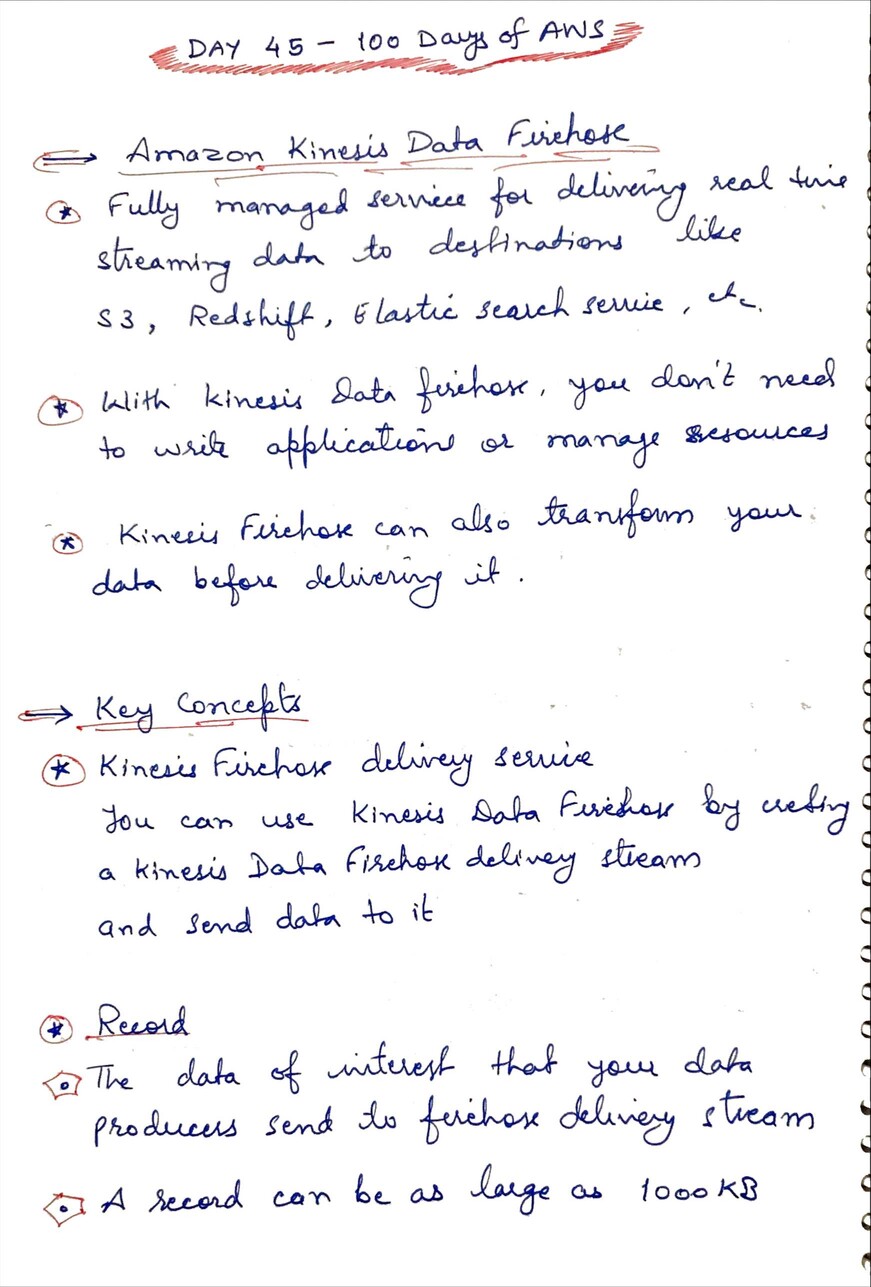 DAY 45 - 100 Days of AWS
⇒ Amazon Kinesis Data Firehose
* Fully managed service for delivering real time
streaming data to destinations like
S3, Redshift, Elastic search service, etc.
* With kinesis Data firehose, you don't need
to write applications or manage resources
* Kinesis Firehose can also transform your
data before delivering it.
⇒ Key Concepts
* Kinesis Firehose delivery service
You can use Kinesis Data Firehose by creating
a kinesis Data Firehose delivery stream
and send data to it
* Record
The data of interest that your data
producers send to firehose delivery stream
A record can be as large as 1000 KB